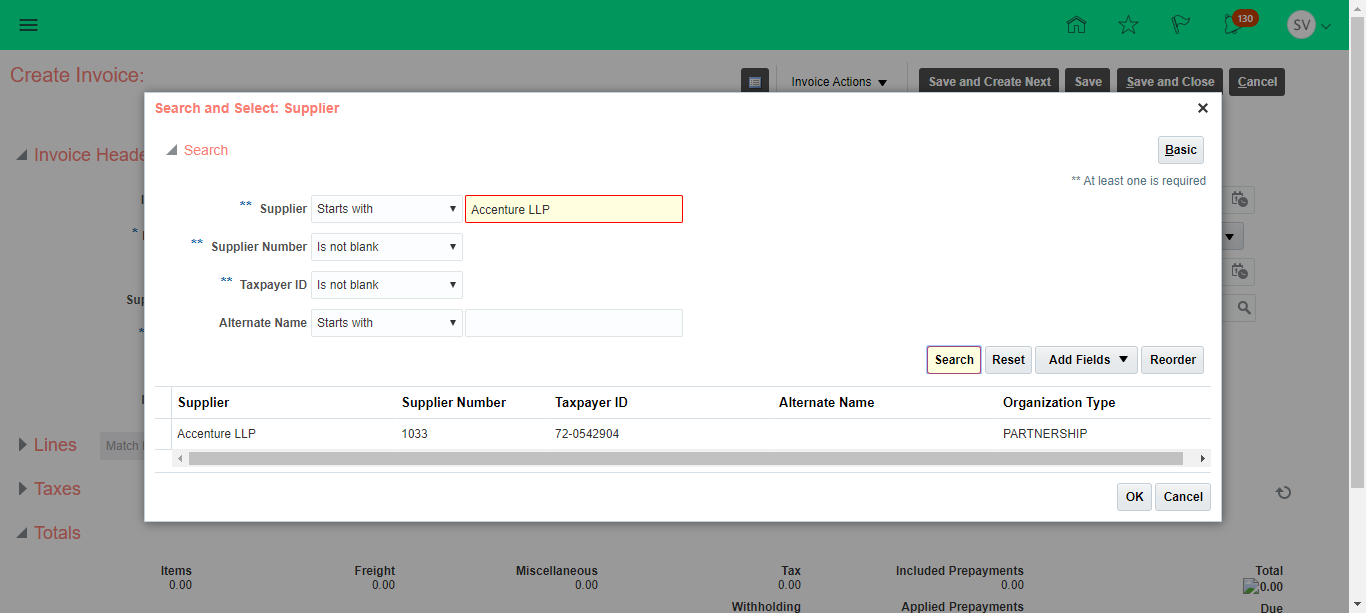 130
SV
Create Invoice:
Invoice Actions
Save and Create Next
Save
Save and Close
Cancel
Search and Select: Supplier
Invoice Heade
Search
Basic
** At least one is required
** Supplier Starts with Accenture LLP
** Supplier Number Is not blank
** Taxpayer ID Is not blank
Sup
Alternate Name Starts with
Search Reset Add Fields Reorder
Supplier Supplier Number Taxpayer ID Alternate Name Organization Type
Accenture LLP 1033 72-0542904 PARTNERSHIP
Lines Match
Taxes
OK Cancel
Totals
Items Freight Miscellaneous Tax Included Prepayments Total
0.00 0.00 0.00 0.00 0.00 0.00
Withholding Applied Prepayments Due